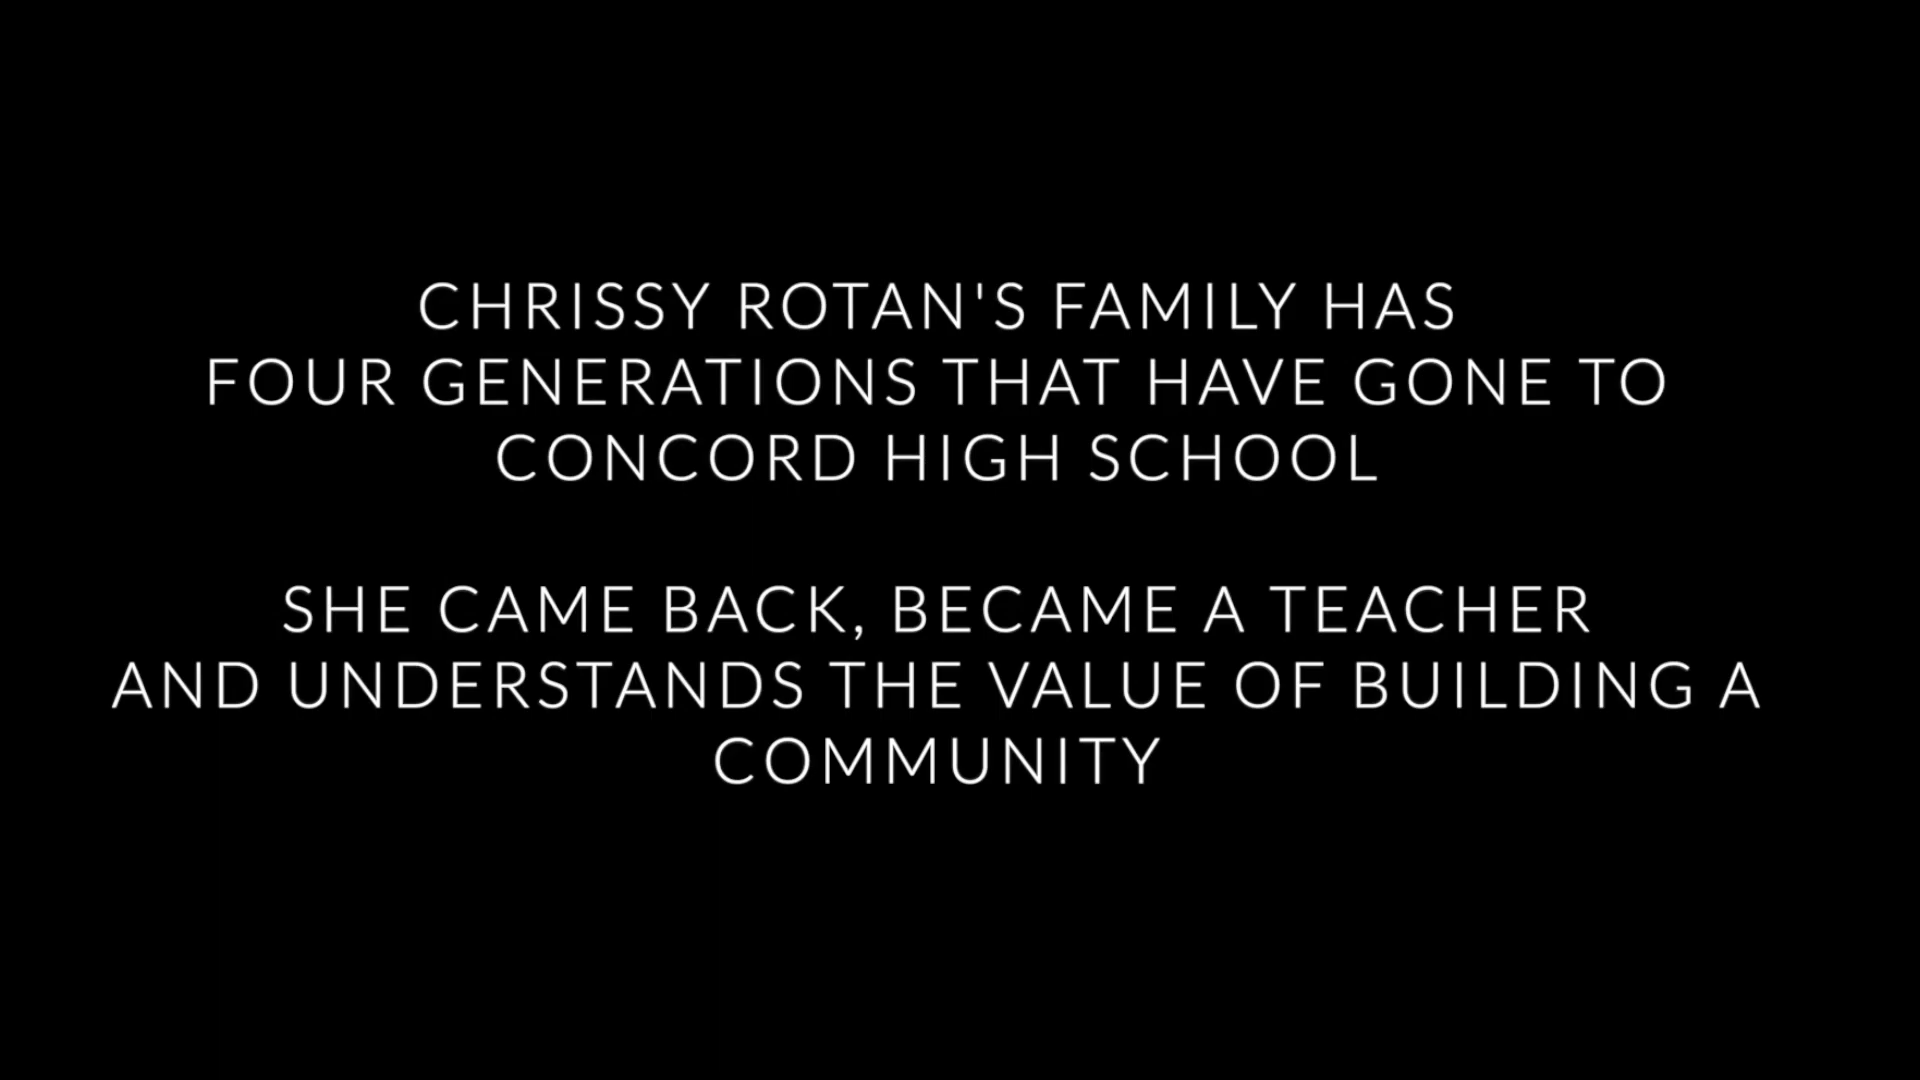 CHRISSY ROTAN'S FAMILY HAS
FOUR GENERATIONS THAT HAVE GONE TO
CONCORD HIGH SCHOOL
SHE CAME BACK, BECAME A TEACHER
AND UNDERSTANDS THE VALUE OF BUILDING A
COMMUNITY